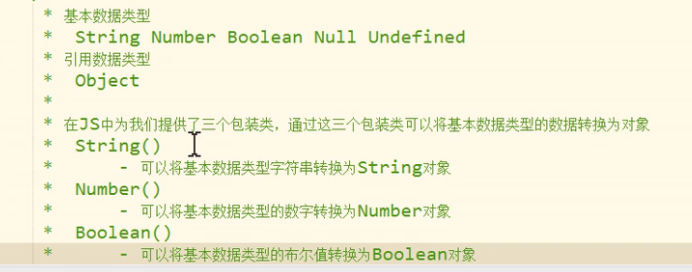 * 基本数据类型
* String Number Boolean Null Undefined
* 引用数据类型
* Object
*
* 在JS中为我们提供了三个包装类，通过这三个包装类可以将基本数据类型的数据转换为对象
* String()
* - 可以将基本数据类型字符串转换为String对象
* Number()
* - 可以将基本数据类型的数字转换为Number对象
* Boolean()
* - 可以将基本数据类型的布尔值转换为Boolean对象